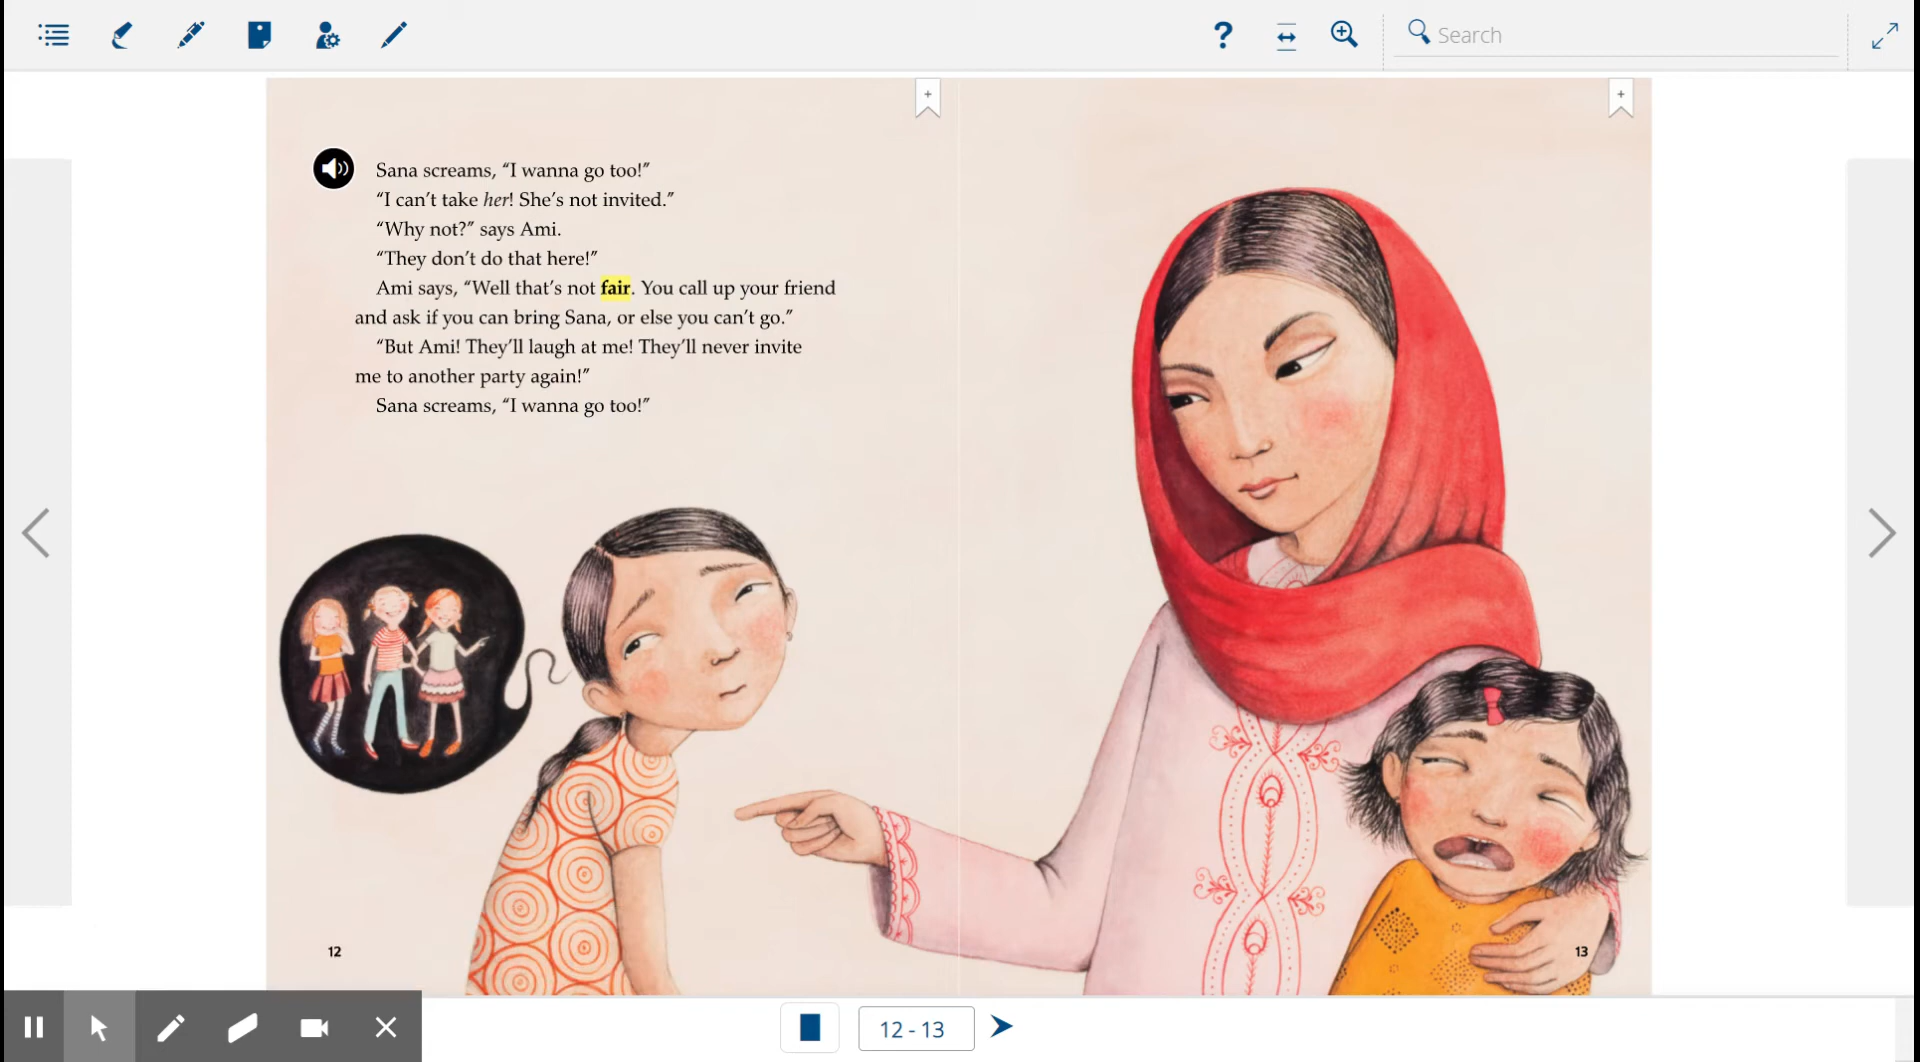 ? Search
Sana screams, “I wanna go too!”
“I can’t take her! She’s not invited.”
“Why not?” says Ami.
“They don’t do that here!”
Ami says, “Well that’s not fair. You call up your friend
and ask if you can bring Sana, or else you can’t go.”
“But Ami! They’ll laugh at me! They’ll never invite
me to another party again!”
Sana screams, “I wanna go too!”
12
13
12 - 13